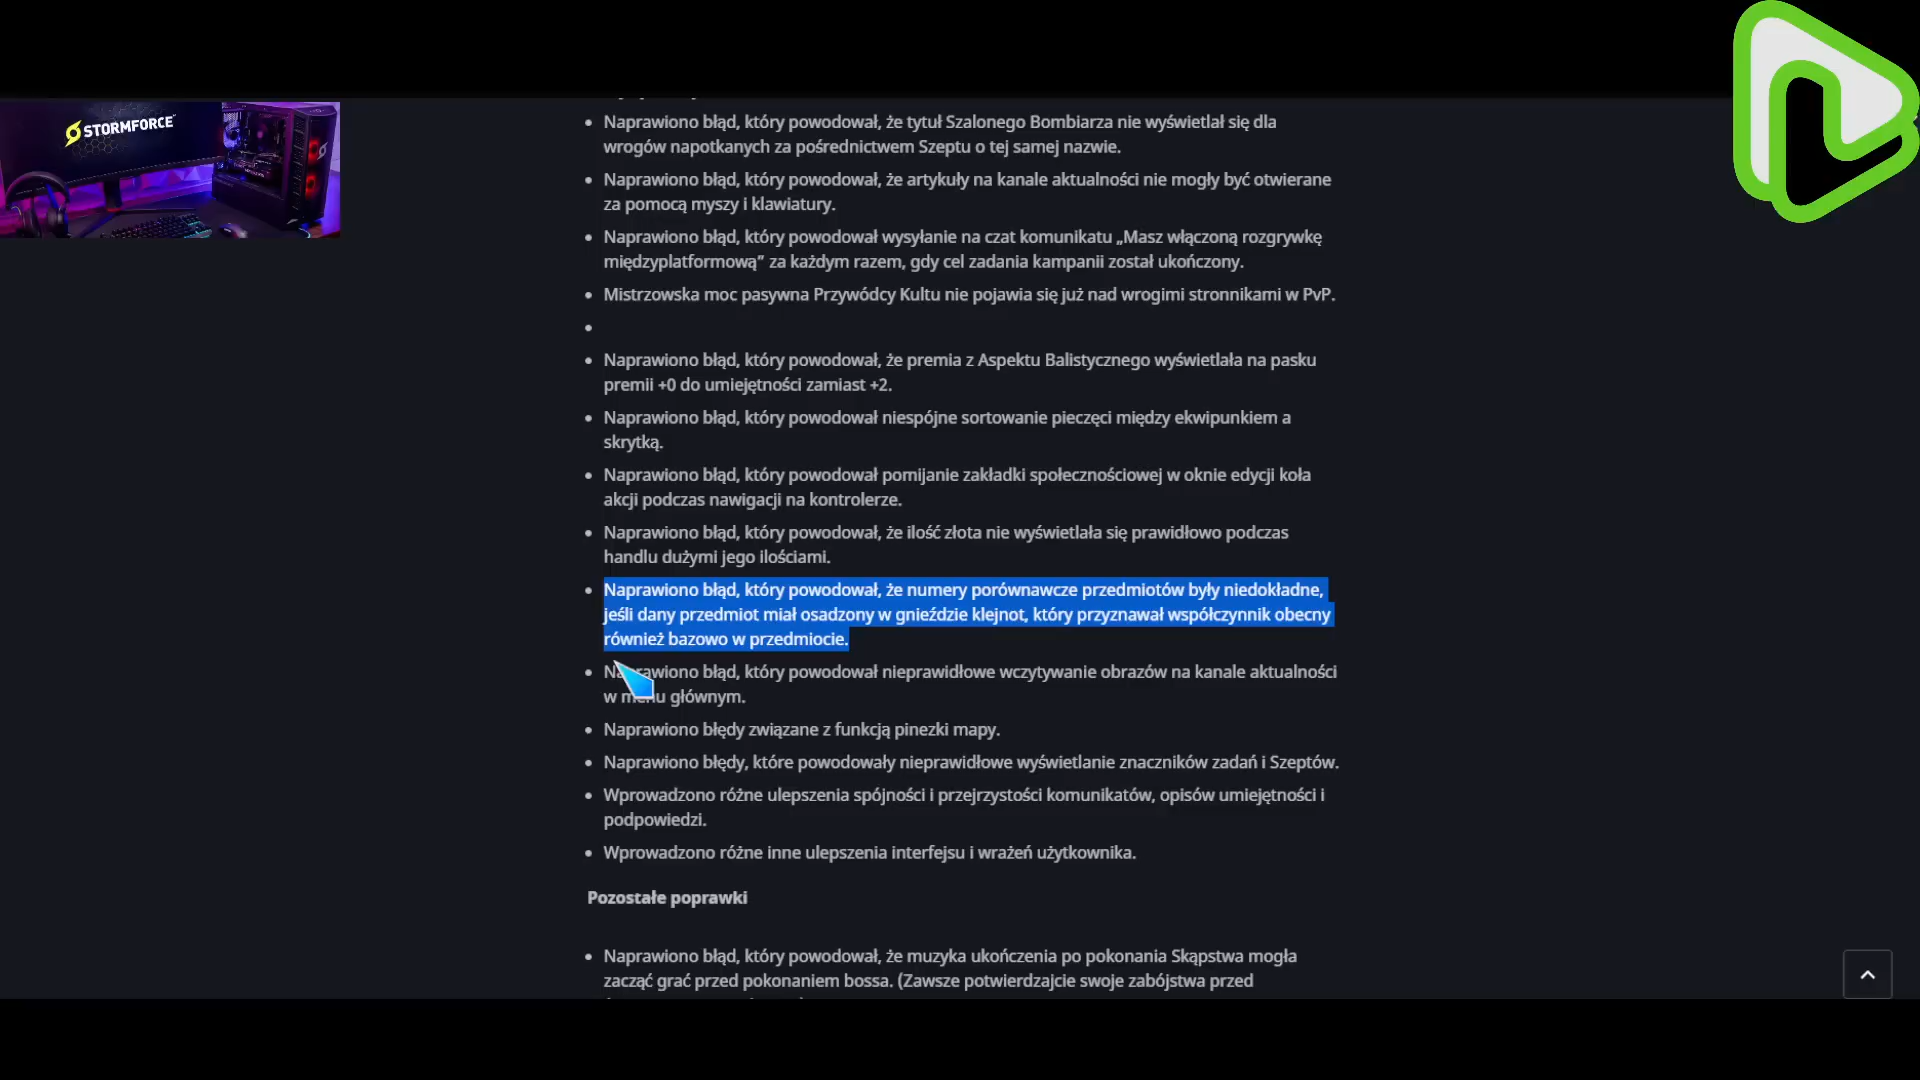 STORMFORCE
Naprawiono błąd, który powodował, że tytuł Szalonego Bombiarza nie wyświetlał się dla
wrogów napotkanych za pośrednictwem Szeptu o tej samej nazwie.
Naprawiono błąd, który powodował, że artykuły na kanale aktualności nie mogły być otwierane
za pomocą myszy i klawiatury.
Naprawiono błąd, który powodował wysyłanie na czat komunikatu „Masz włączoną rozgrywkę
międzyplatformową” za każdym razem, gdy cel zadania kampanii został ukończony.
Mistrzowska moc pasywna Przywódcy Kultu nie pojawia się już nad wrogimi stronnikami w PvP.
Naprawiono błąd, który powodował, że premia z Aspektu Balistycznego wyświetlała na pasku
premii +0 do umiejętności zamiast +2.
Naprawiono błąd, który powodował niespójne sortowanie pieczęci między ekwipunkiem a
skrytką.
Naprawiono błąd, który powodował pomijanie zakładki społecznościowej w oknie edycji koła
akcji podczas nawigacji na kontrolerze.
Naprawiono błąd, który powodował, że ilość złota nie wyświetlała się prawidłowo podczas
handlu dużymi jego ilościami.
Naprawiono błąd, który powodował, że numery porównawcze przedmiotów były niedokładne,
jeśli dany przedmiot miał osadzony w gnieździe klejnot, który przyznawał współczynnik obecny
również bazowo w przedmiocie.
Naprawiono błąd, który powodował nieprawidłowe wczytywanie obrazów na kanale aktualności
w menu głównym.
Naprawiono błędy związane z funkcją pinezki mapy.
Naprawiono błędy, które powodowały nieprawidłowe wyświetlanie znaczników zadań i Szeptów.
Wprowadzono różne ulepszenia spójności i przejrzystości komunikatów, opisów umiejętności i
podpowiedzi.
Wprowadzono różne inne ulepszenia interfejsu i wrażeń użytkownika.
Pozostałe poprawki
Naprawiono błąd, który powodował, że muzyka ukończenia po pokonania Skąpstwa mogła
zacząć grać przed pokonaniem bossa. (Zawsze potwierdzajcie swoje zabójstwa przed